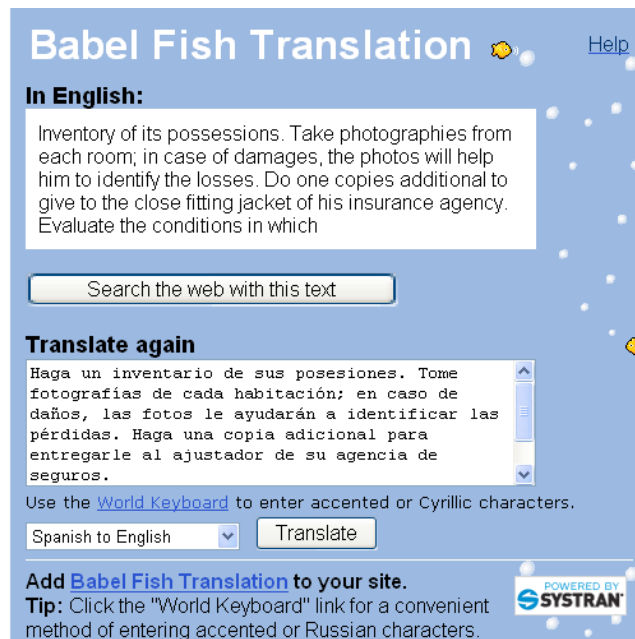 Babel Fish Translation
Help
In English:
Inventory of its possessions. Take photographies from
each room; in case of damages, the photos will help
him to identify the losses. Do one copies additional to
give to the close fitting jacket of his insurance agency.
Evaluate the conditions in which
Search the web with this text
Translate again
Haga un inventario de sus posesiones. Tome
fotografías de cada habitación; en caso de
daños, las fotos le ayudarán a identificar las
pérdidas. Haga una copia adicional para
entregarle al ajustador de su agencia de
seguros.
Use the World Keyboard to enter accented or Cyrillic characters.
Spanish to English
Translate
Add Babel Fish Translation to your site.
Tip: Click the "World Keyboard" link for a convenient
method of entering accented or Russian characters.
POWERED BY
SYSTRAN